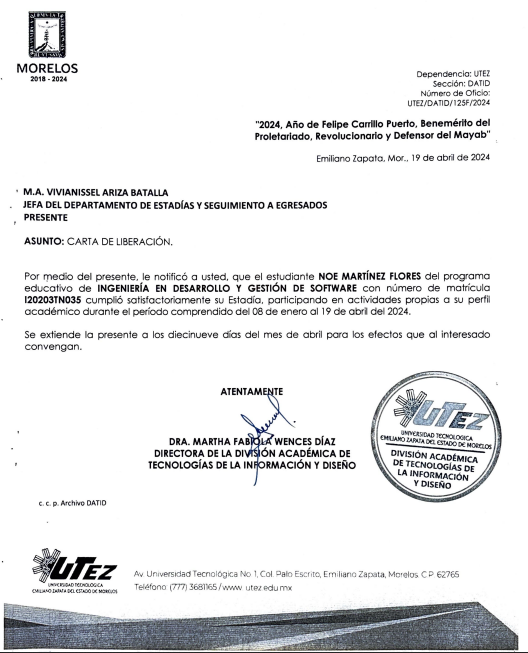 MORELOS
2018 - 2024
Dependencia: UTEZ
Sección: DATID
Número de Oficio:
UTEZ/DATID/125F/2024
"2024, Año de Felipe Carrillo Puerto, Benemérito del
Proletariado, Revolucionario y Defensor del Mayab"
Emiliano Zapata, Mor., 19 de abril de 2024
M.A. VIVIANISSEL ARIZA BATALLA
JEFA DEL DEPARTAMENTO DE ESTADÍAS Y SEGUIMIENTO A EGRESADOS
PRESENTE
ASUNTO: CARTA DE LIBERACIÓN.
Por medio del presente, le notificó a usted, que el estudiante NOE MARTÍNEZ FLORES del programa
educativo de INGENIERÍA EN DESARROLLO Y GESTIÓN DE SOFTWARE con número de matrícula
I20203TN035 cumplió satisfactoriamente su Estadía, participando en actividades propias a su perfil
académico durante el período comprendido del 08 de enero al 19 de abril del 2024.
Se extiende la presente a los diecinueve días del mes de abril para los efectos que al interesado
convengan.
ATENTAMENTE
DRA. MARTHA FABIOLA WENCES DÍAZ
DIRECTORA DE LA DIVISIÓN ACADÉMICA DE
TECNOLOGÍAS DE LA INFORMACIÓN Y DISEÑO
UTEZ
UNIVERSIDAD TECNOLÓGICA
EMILIANO ZAPATA DEL ESTADO DE MORELOS
DIVISIÓN ACADÉMICA
DE TECNOLOGÍAS DE
LA INFORMACIÓN
Y DISEÑO
c. c. p. Archivo DATID
UTEZ
UNIVERSIDAD TECNOLÓGICA
EMILIANO ZAPATA DEL ESTADO DE MORELOS
Av. Universidad Tecnológica No. 1, Col. Palo Escrito, Emiliano Zapata, Morelos. C.P. 62765
Teléfono: (777) 3681165 / www. utez.edu.mx